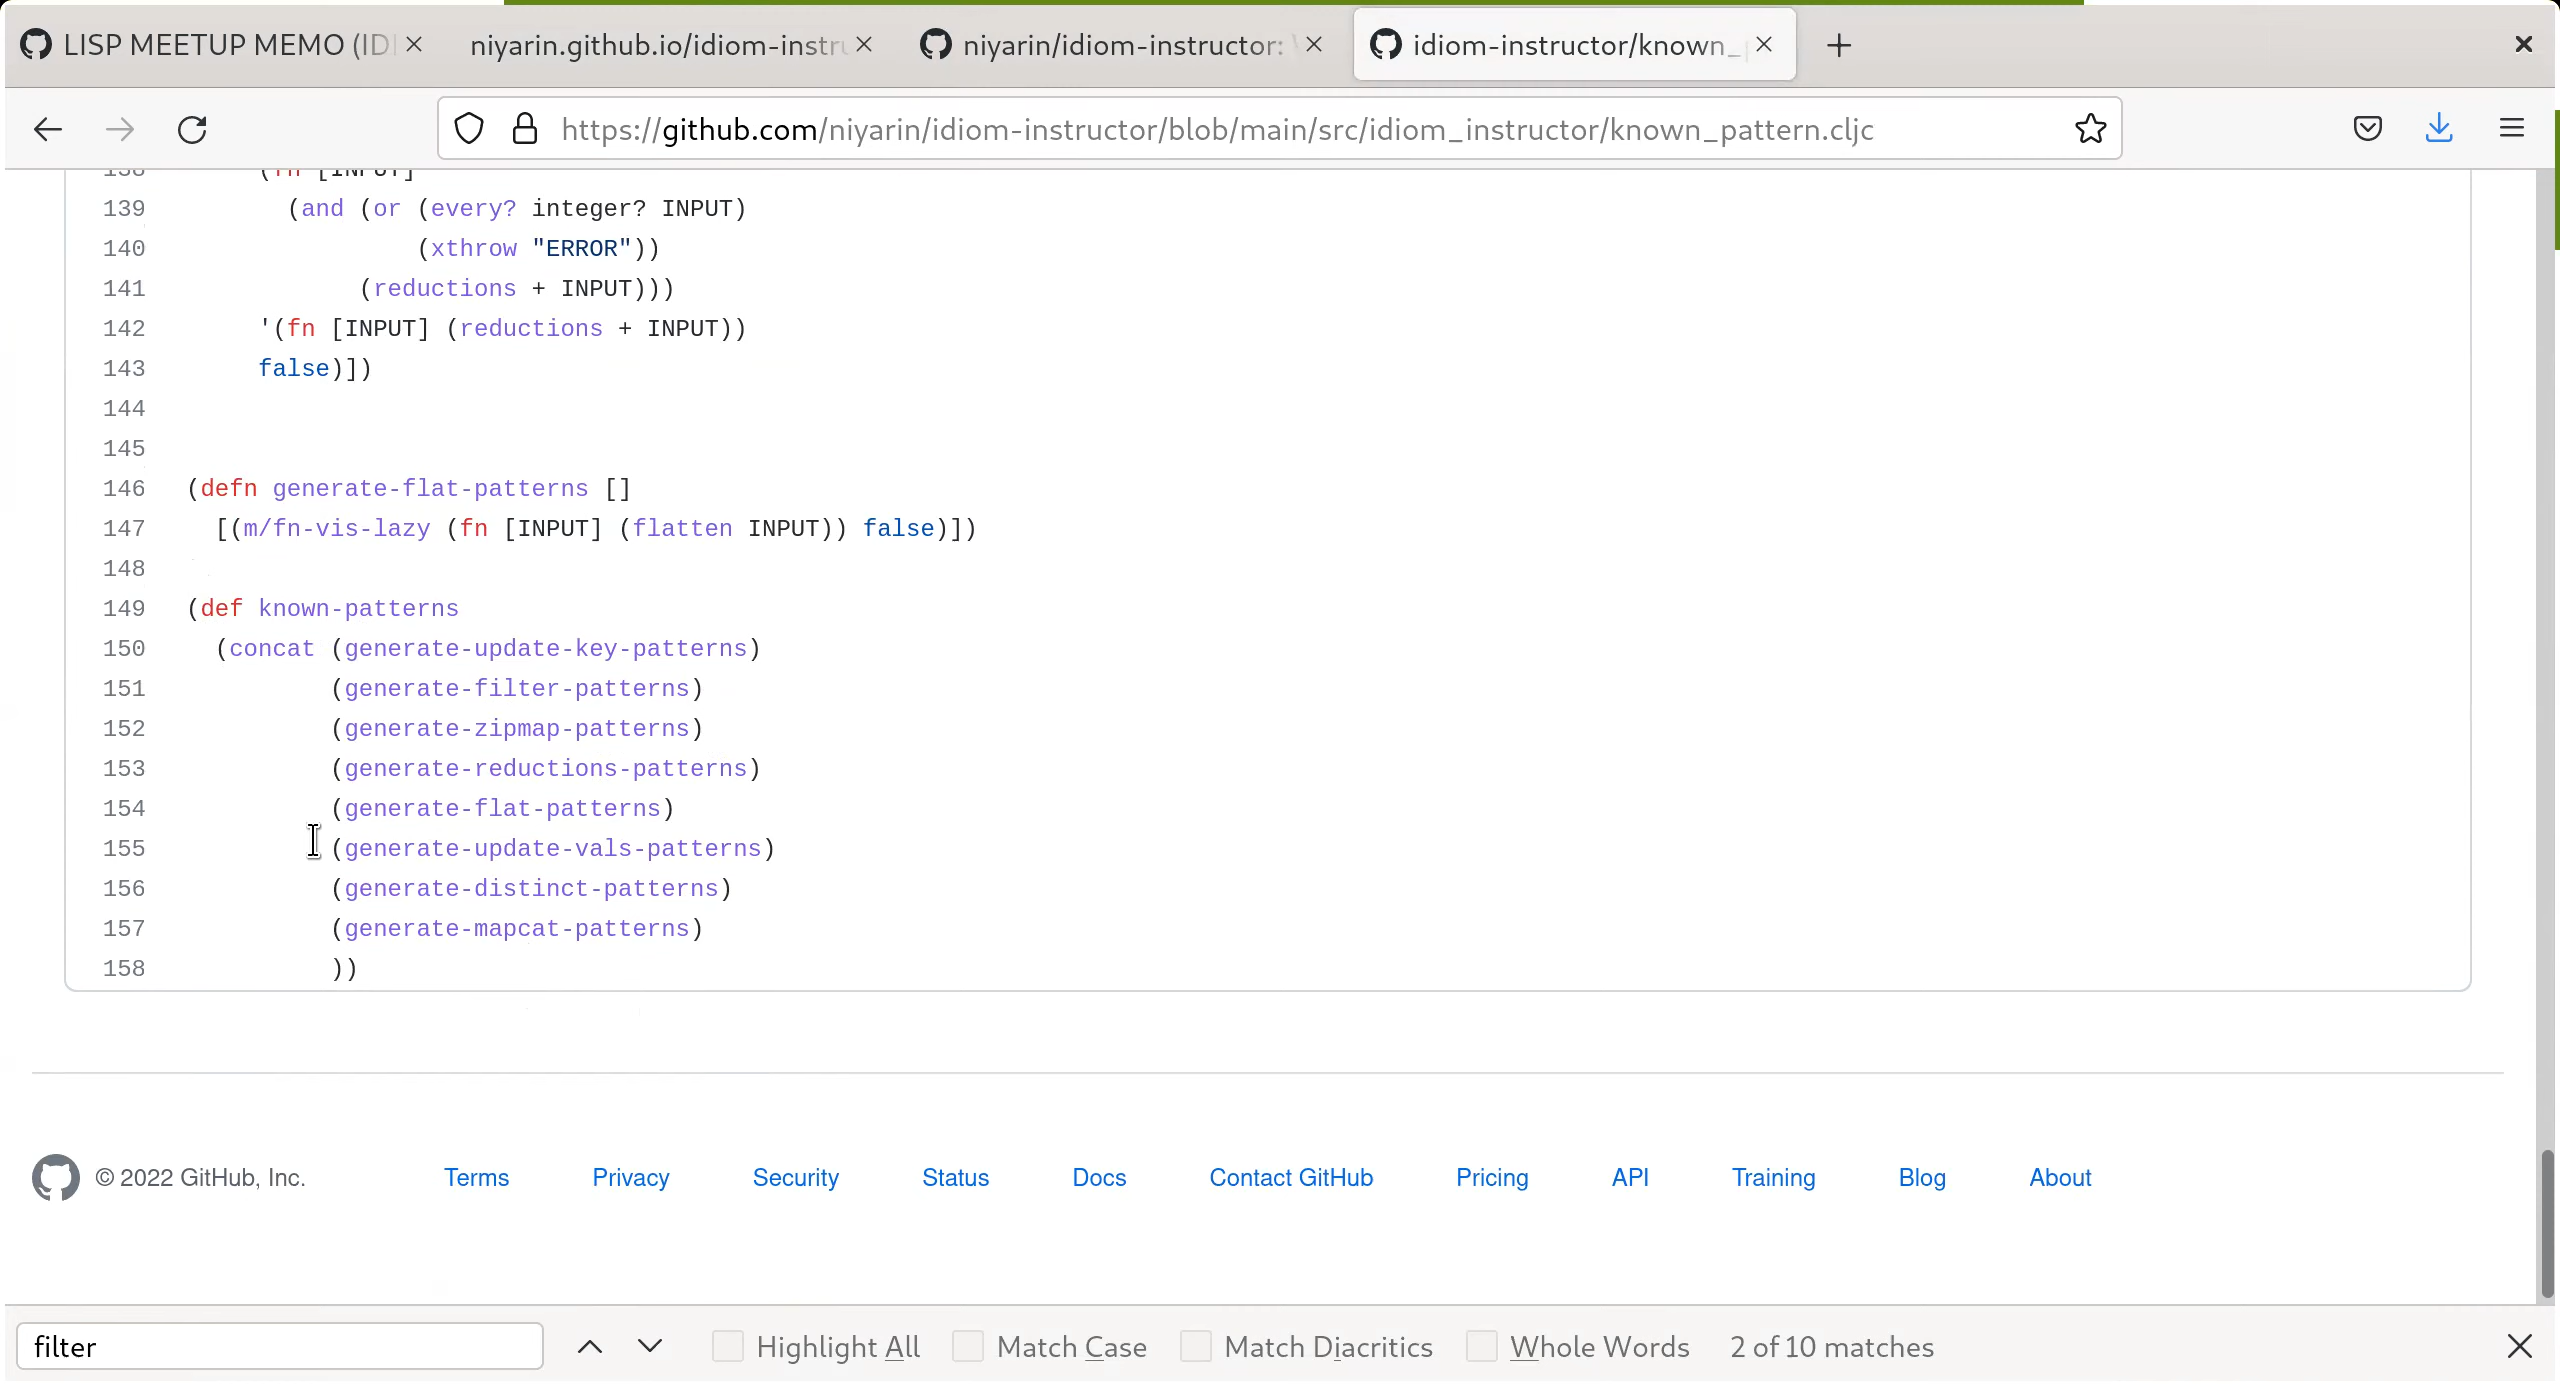 LISP MEETUP MEMO (ID
niyarin.github.io/idiom-instru
niyarin/idiom-instructor:
idiom-instructor/known_
https://github.com/niyarin/idiom-instructor/blob/main/src/idiom_instructor/known_pattern.cljc
138 (fn [INPUT]
139 (and (or (every? integer? INPUT)
140 (xthrow "ERROR"))
141 (reductions + INPUT)))
142 '(fn [INPUT] (reductions + INPUT))
143 false)])
144
145
146 (defn generate-flat-patterns []
147 [(m/fn-vis-lazy (fn [INPUT] (flatten INPUT)) false)])
148
149 (def known-patterns
150 (concat (generate-update-key-patterns)
151 (generate-filter-patterns)
152 (generate-zipmap-patterns)
153 (generate-reductions-patterns)
154 (generate-flat-patterns)
155 (generate-update-vals-patterns)
156 (generate-distinct-patterns)
157 (generate-mapcat-patterns)
158 ))
© 2022 GitHub, Inc. Terms Privacy Security Status Docs Contact GitHub Pricing API Training Blog About
filter Highlight All Match Case Match Diacritics Whole Words 2 of 10 matches